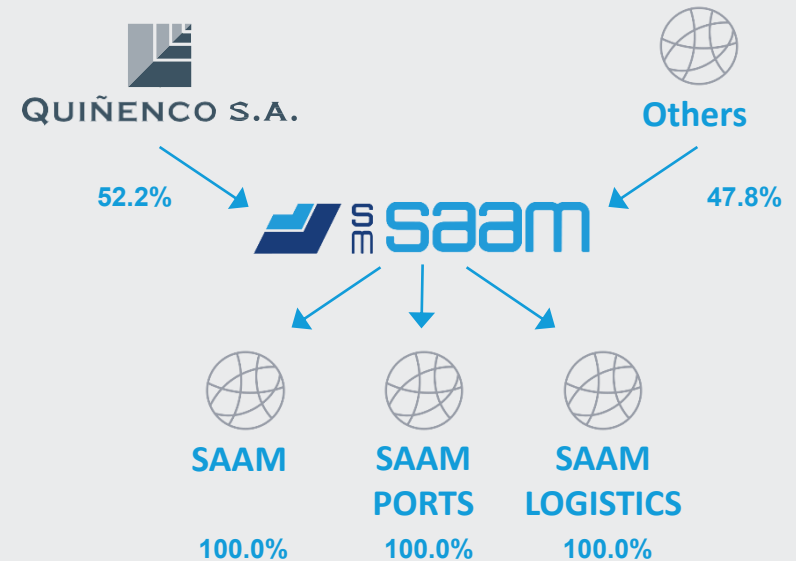 QUIÑENCO S.A.
Others
52.2%
47.8%
SM saam
SAAM
SAAM
PORTS
SAAM
LOGISTICS
100.0%
100.0%
100.0%